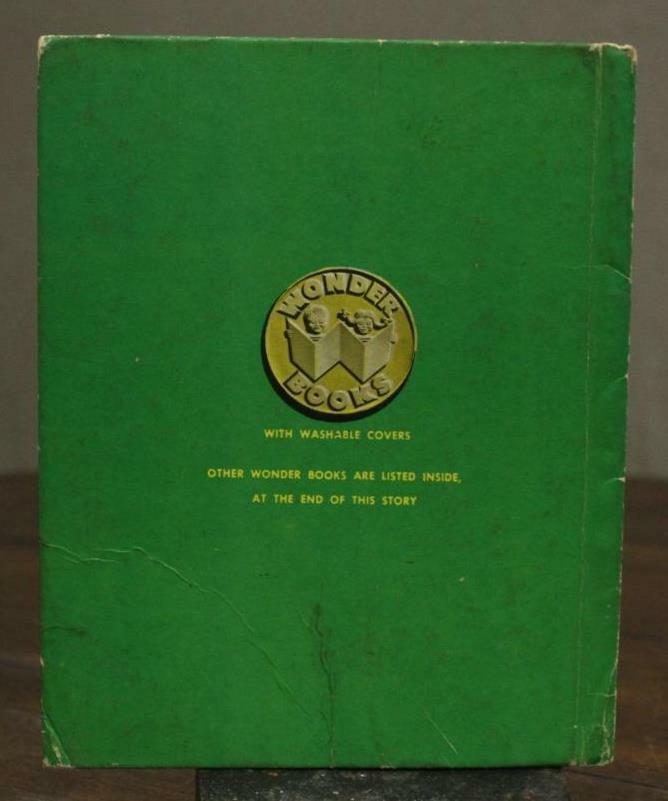 WONDER
BOOKS
WITH WASHABLE COVERS
OTHER WONDER BOOKS ARE LISTED INSIDE,
AT THE END OF THIS STORY